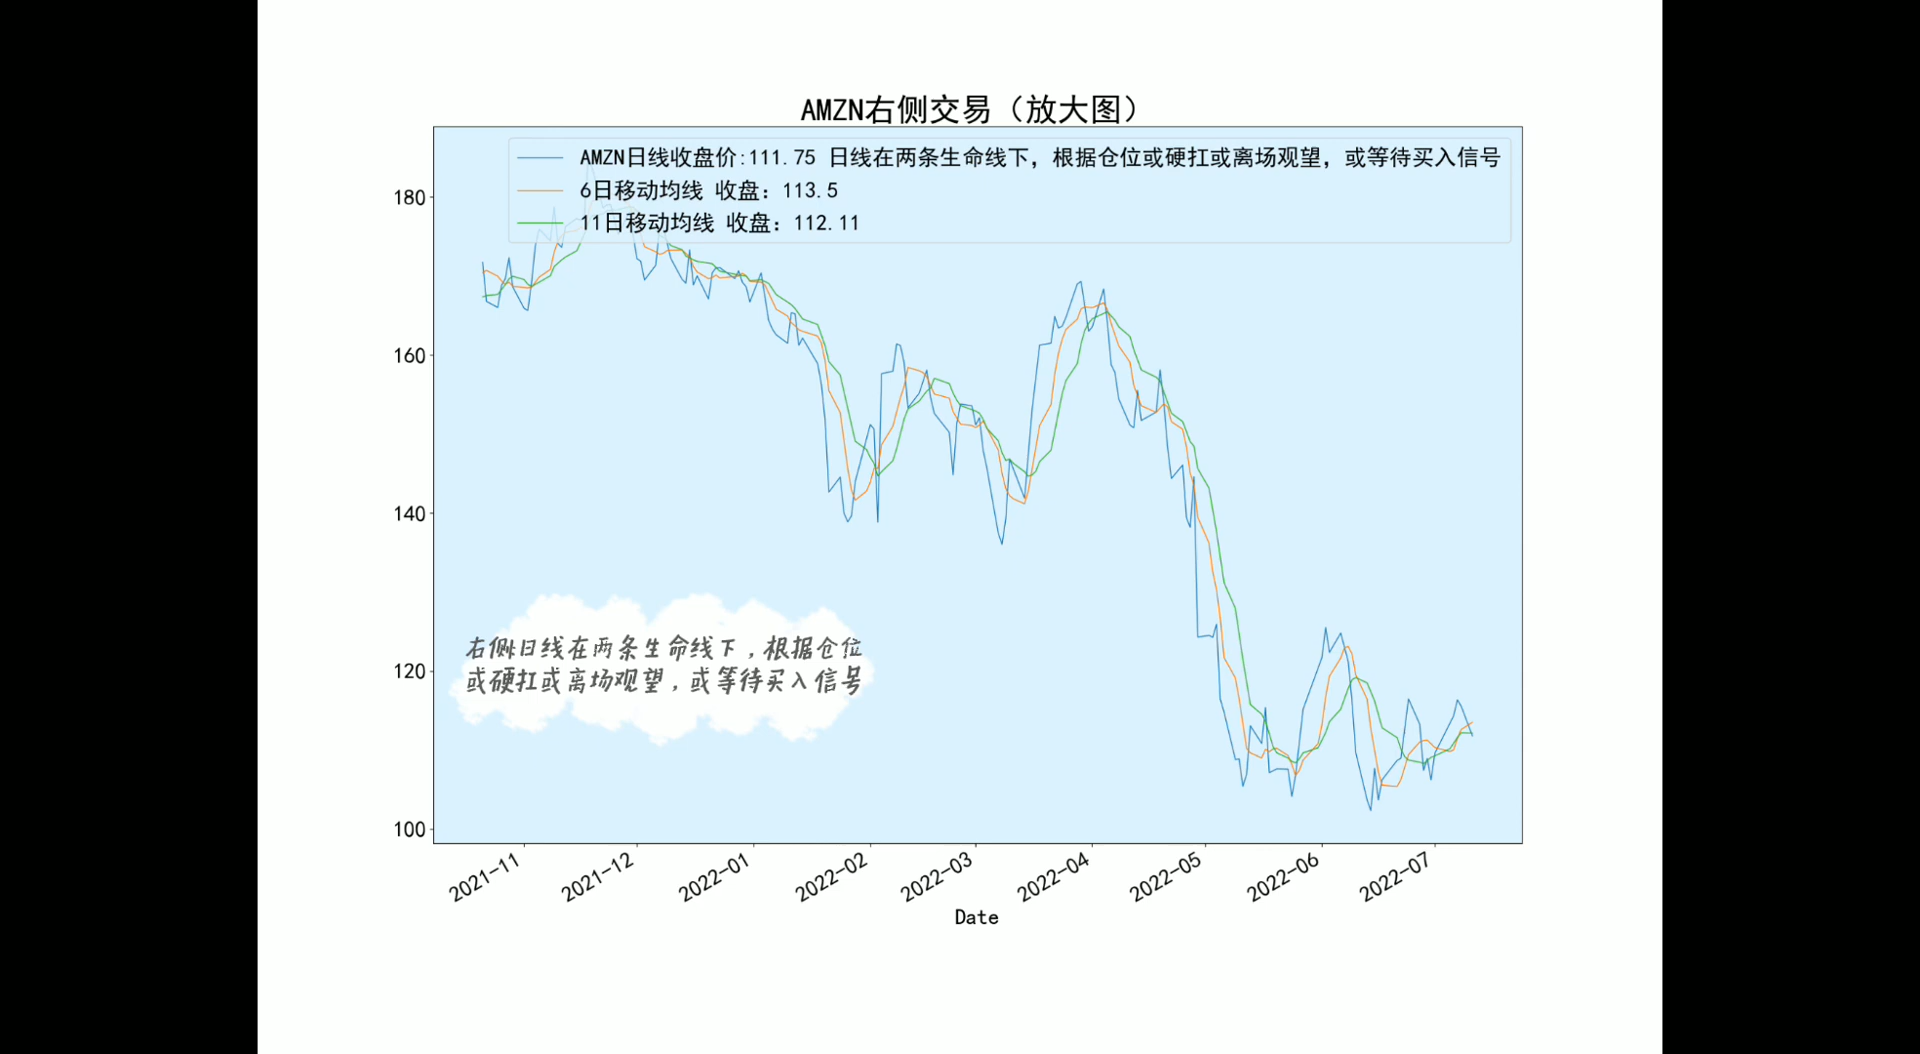 AMZN右侧交易（放大图）
AMZN日线收盘价:111.75 日线在两条生命线下，根据仓位或硬扛或离场观望，或等待买入信号
6日移动均线 收盘：113.5
11日移动均线 收盘：112.11
180
160
140
120
100
右侧日线在两条生命线下，根据仓位
或硬扛或离场观望，或等待买入信号
2021-11
2021-12
2022-01
2022-02
2022-03
2022-04
2022-05
2022-06
2022-07
Date